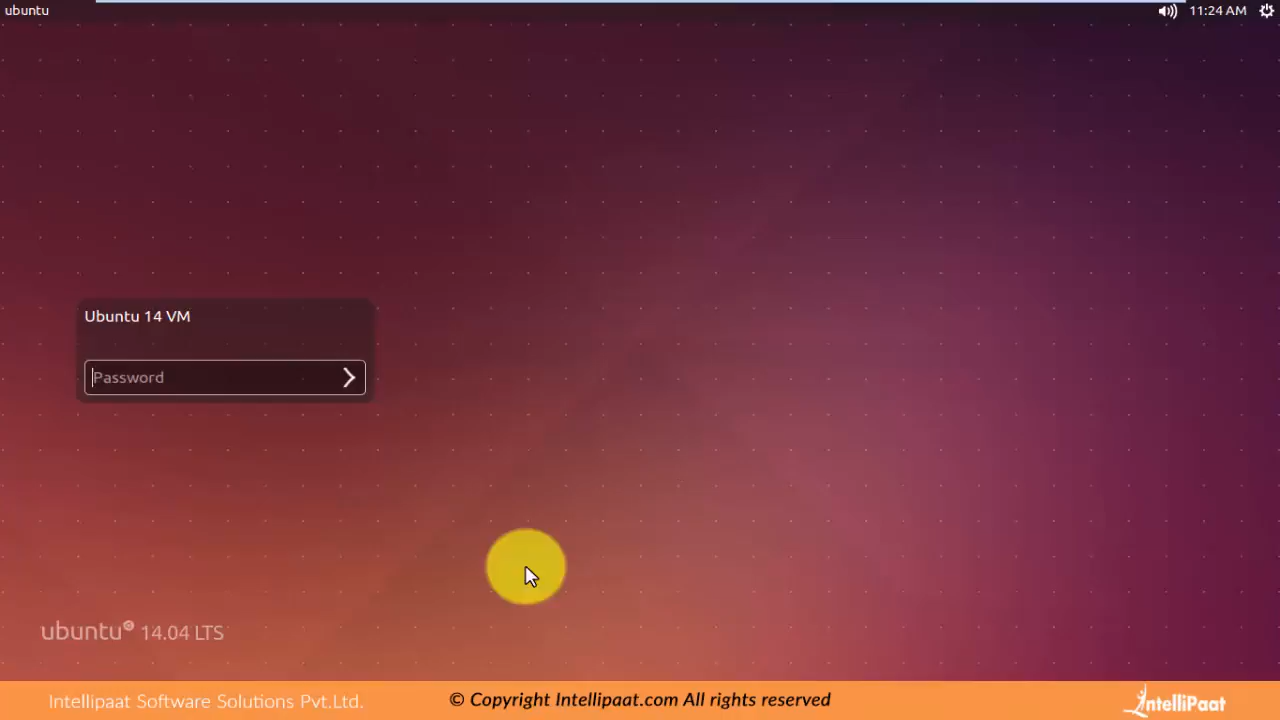 ubuntu
11:24 AM
Ubuntu 14 VM
Password
ubuntu 14.04 LTS
Intellipaat Software Solutions Pvt.Ltd.
© Copyright Intellipaat.com All rights reserved
IntelliPaat